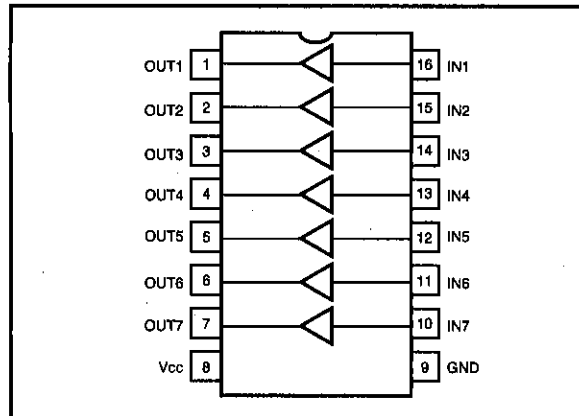 OUT1 1 16 IN1
OUT2 2 15 IN2
OUT3 3 14 IN3
OUT4 4 13 IN4
OUT5 5 12 IN5
OUT6 6 11 IN6
OUT7 7 10 IN7
Vcc 8 9 GND